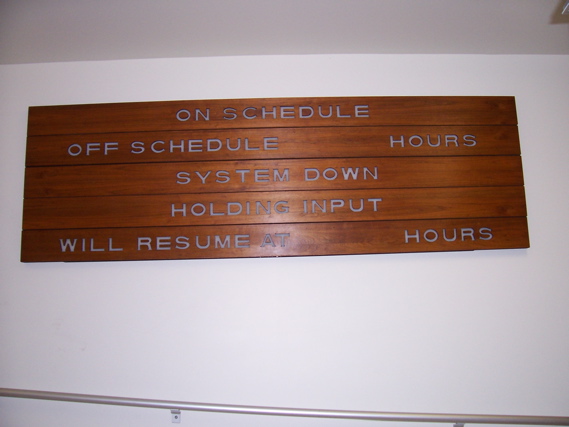 ON SCHEDULE
OFF SCHEDULE HOURS
SYSTEM DOWN
HOLDING INPUT
WILL RESUME AT HOURS